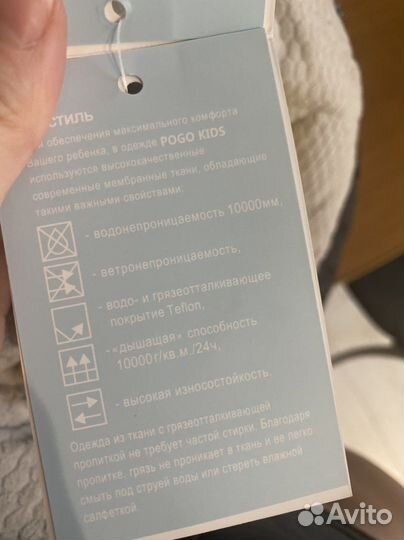 СТИЛЬ
обеспечения максимального комфорта
Вашего ребенка, в одежде POGO KIDS
используются высококачественные
современные мембранные ткани, обладающие
такими важными свойствами:
- водонепроницаемость 10000мм,
- ветронепроницаемость,
- водо- и грязеотталкивающее
покрытие Teflon,
- «дышащая» способность
10000г/кв.м./24ч,
- высокая износостойкость.
Одежда из ткани с грязеотталкивающей
пропиткой не требует частой стирки. Благодаря
пропитке, грязь не проникает в ткань и ее легко
смыть под струей воды или стереть влажной
салфеткой.
Avito